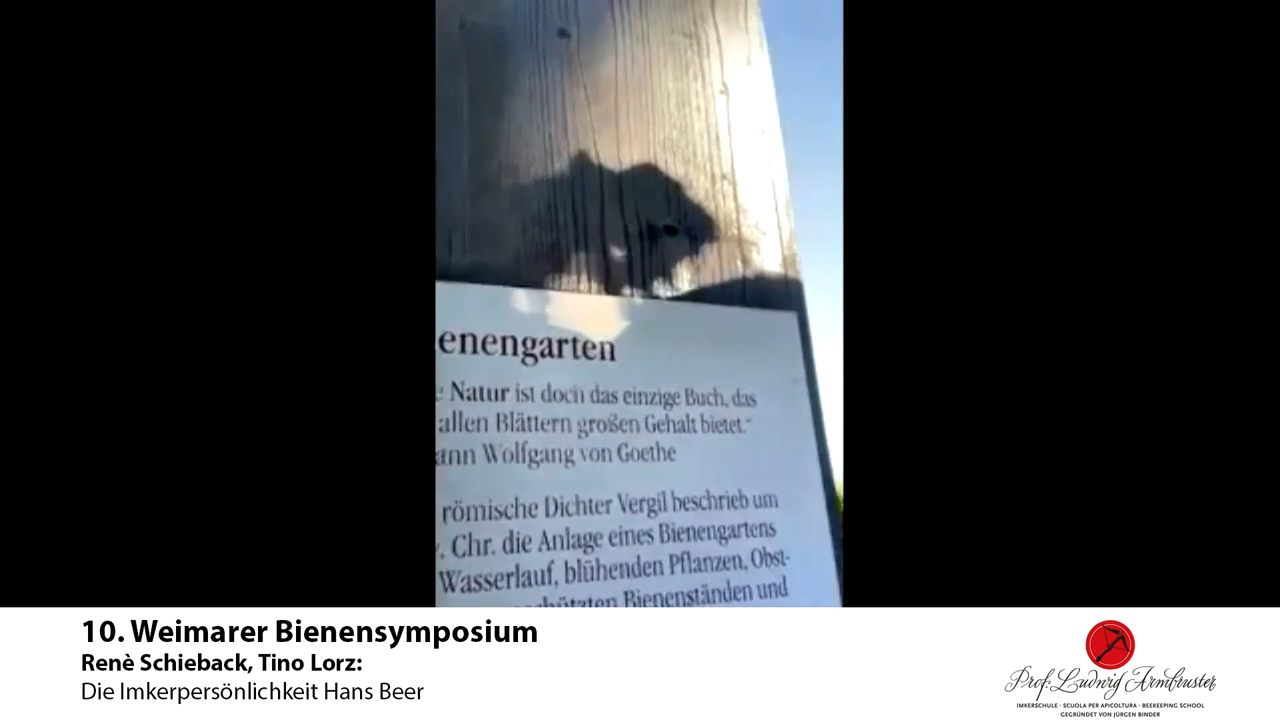 enengarten
Natur ist doch das einzige Buch, das
allen Blättern großen Gehalt bietet."
ann Wolfgang von Goethe
römische Dichter Vergil beschrieb um
. Chr. die Anlage eines Bienengartens
Wasserlauf, blühenden Pflanzen, Obst-
Bienenständen und
10. Weimarer Bienensymposium
Renè Schieback, Tino Lorz:
Die Imkerpersönlichkeit Hans Beer
Prof. Ludwig Armbruster
IMKERSCHULE · SCUOLA PER APICOLTURA · BEEKEEPING SCHOOL
GEGRÜNDET VON JÜRGEN BINDER